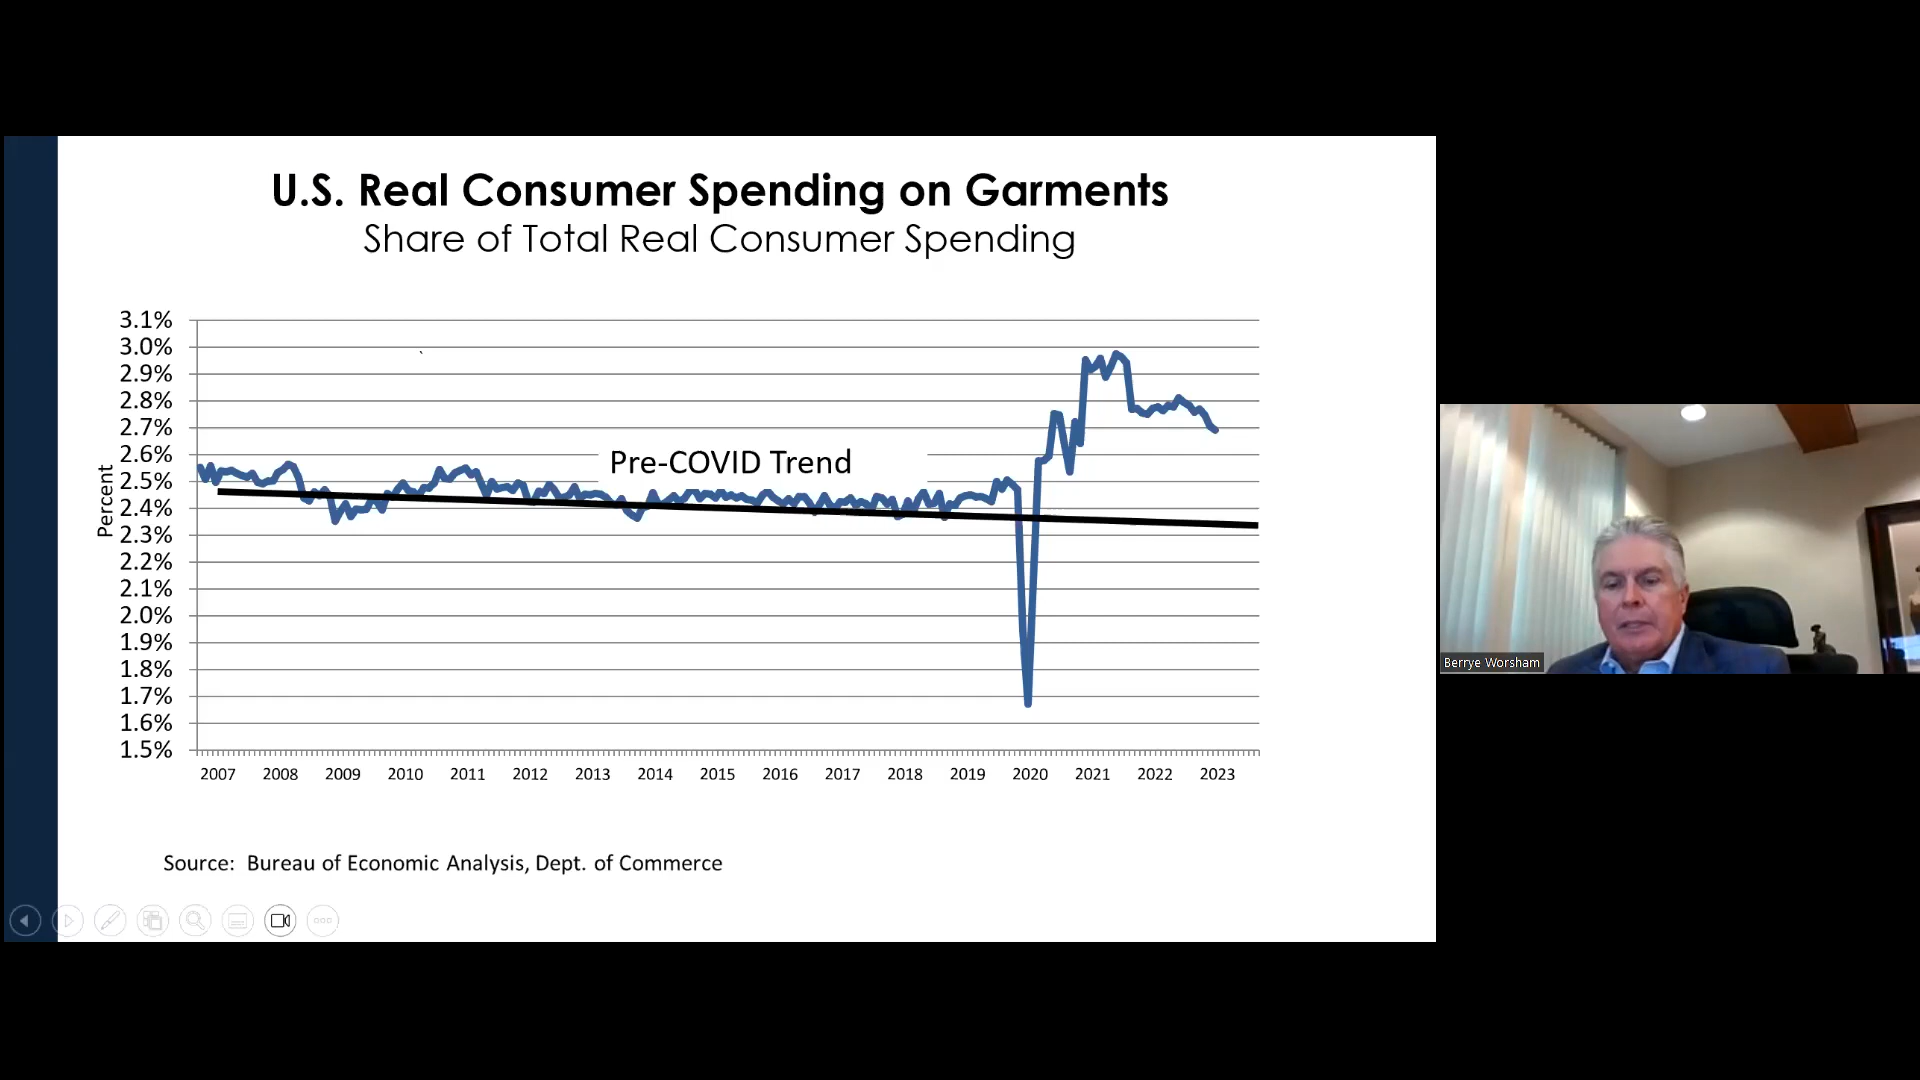 U.S. Real Consumer Spending on Garments
Share of Total Real Consumer Spending
3.1%
3.0%
2.9%
2.8%
2.7%
2.6%
2.5%
2.4%
2.3%
2.2%
2.1%
2.0%
1.9%
1.8%
1.7%
1.6%
1.5%
Percent
Pre-COVID Trend
2007 2008 2009 2010 2011 2012 2013 2014 2015 2016 2017 2018 2019 2020 2021 2022 2023
Source: Bureau of Economic Analysis, Dept. of Commerce
Berrye Worsham